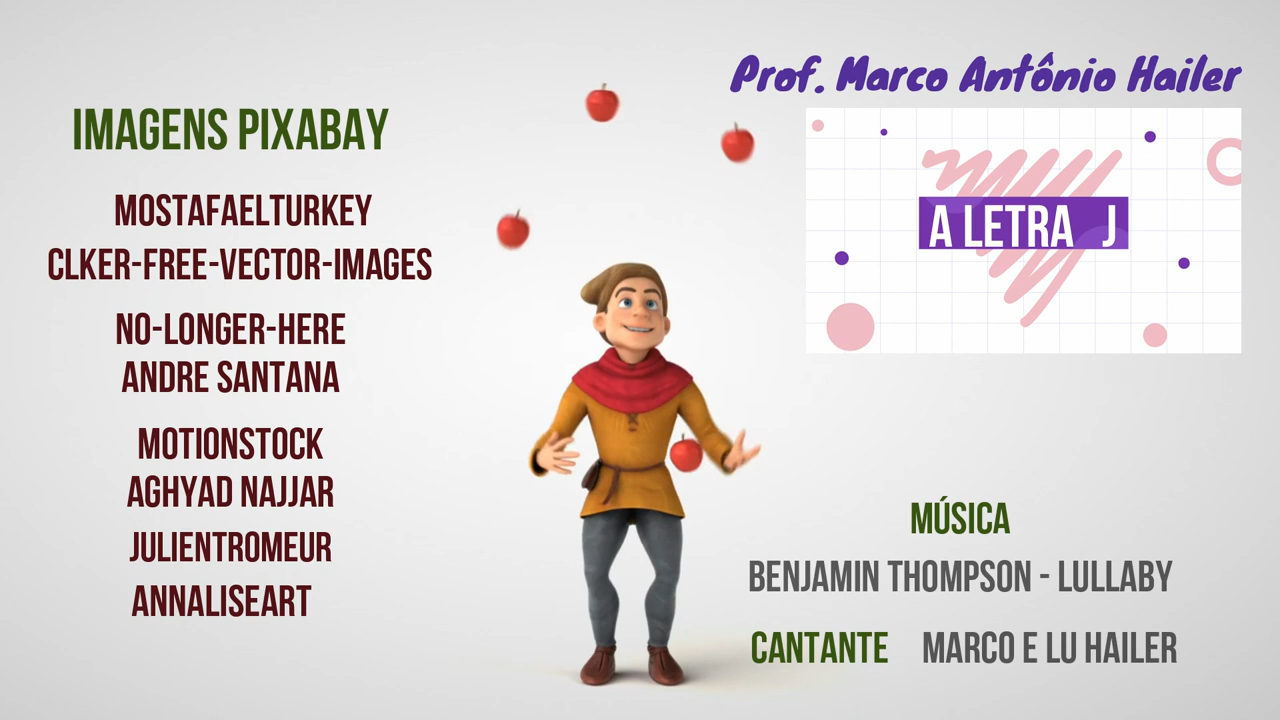 Prof. Marco Antônio Hailer
IMAGENS PIXABAY
MOSTAFAELTURKEY
CLKER-FREE-VECTOR-IMAGES
NO-LONGER-HERE
ANDRE SANTANA
MOTIONSTOCK
AGHYAD NAJJAR
JULIENTROMEUR
ANNALISEART
A LETRA J
MÚSICA
BENJAMIN THOMPSON - LULLABY
CANTANTE MARCO E LU HAILER